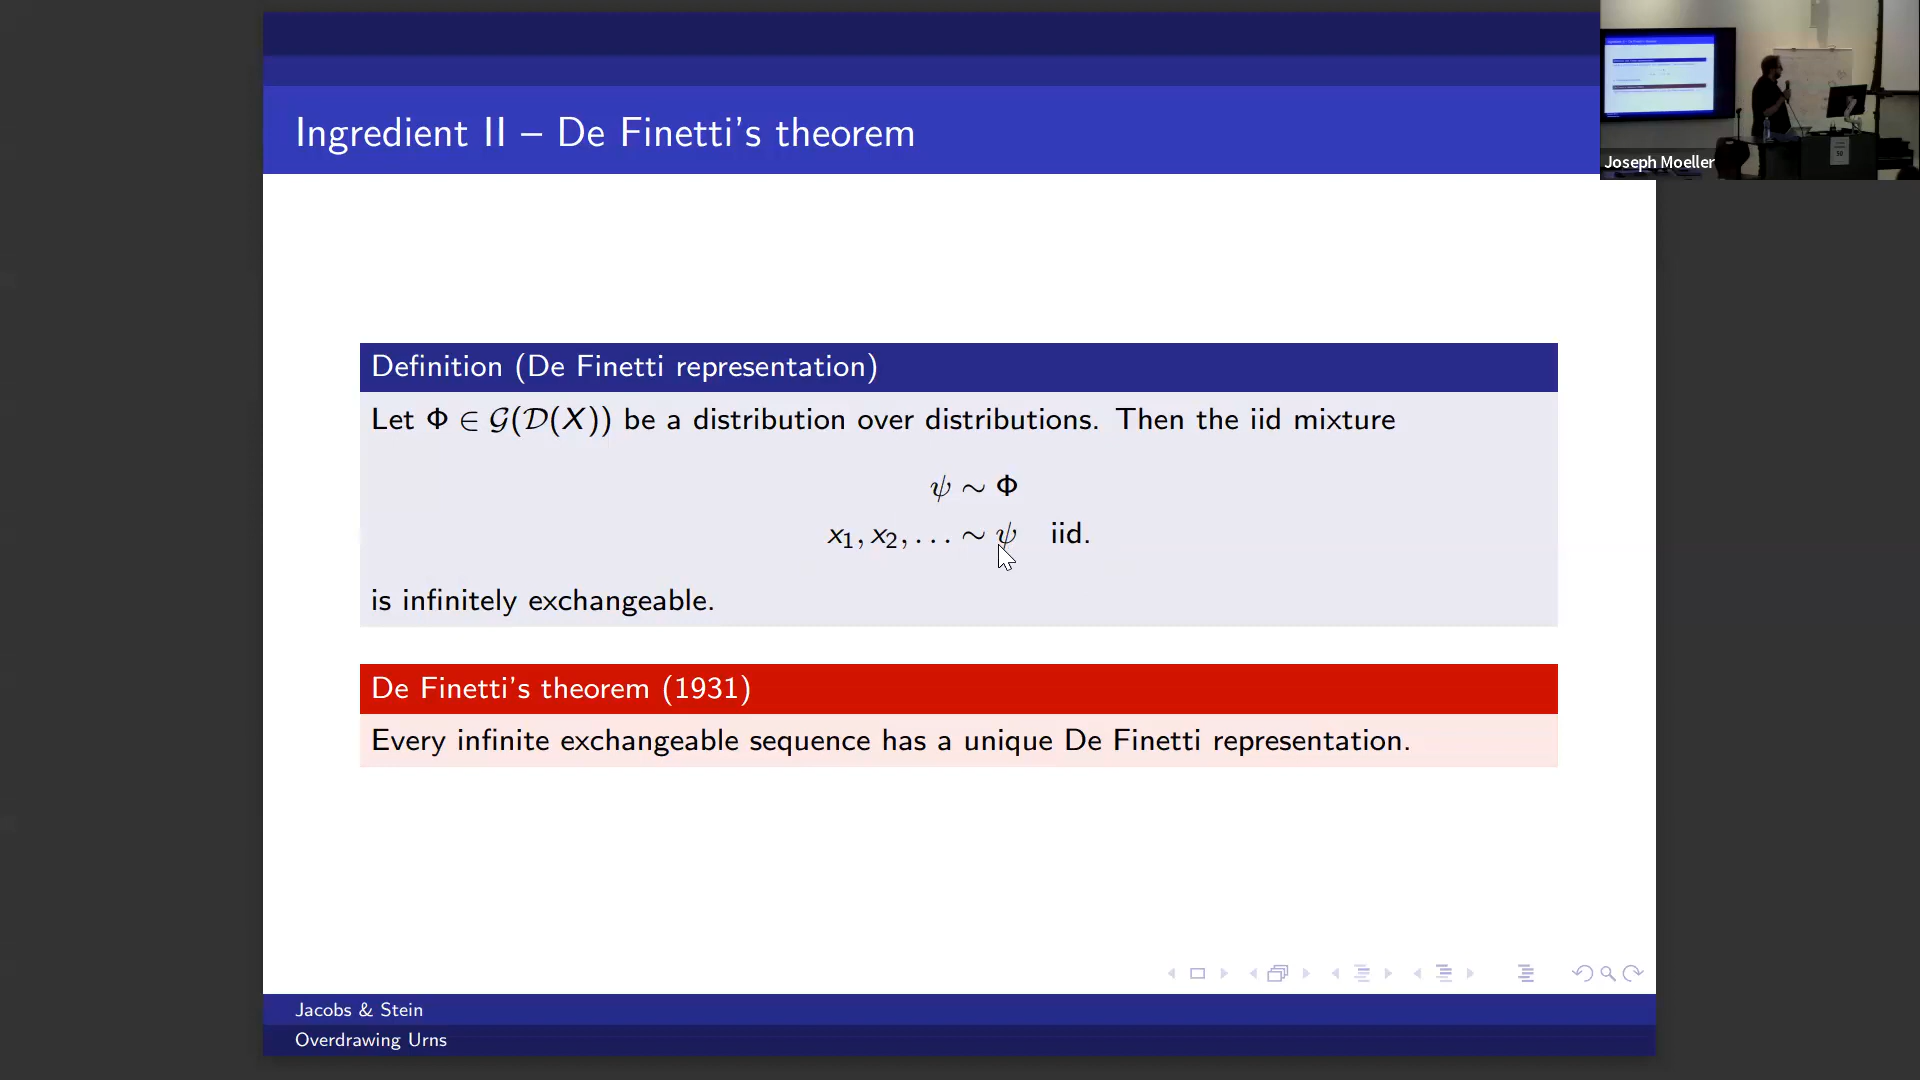 Ingredient II – De Finetti's theorem
Joseph Moeller
Definition (De Finetti representation)
Let Φ ∈ 𝒢(𝒟(X)) be a distribution over distributions. Then the iid mixture
ψ ∼ Φ
x₁, x₂, … ∼ ψ iid.
is infinitely exchangeable.
De Finetti's theorem (1931)
Every infinite exchangeable sequence has a unique De Finetti representation.
Jacobs & Stein
Overdrawing Urns